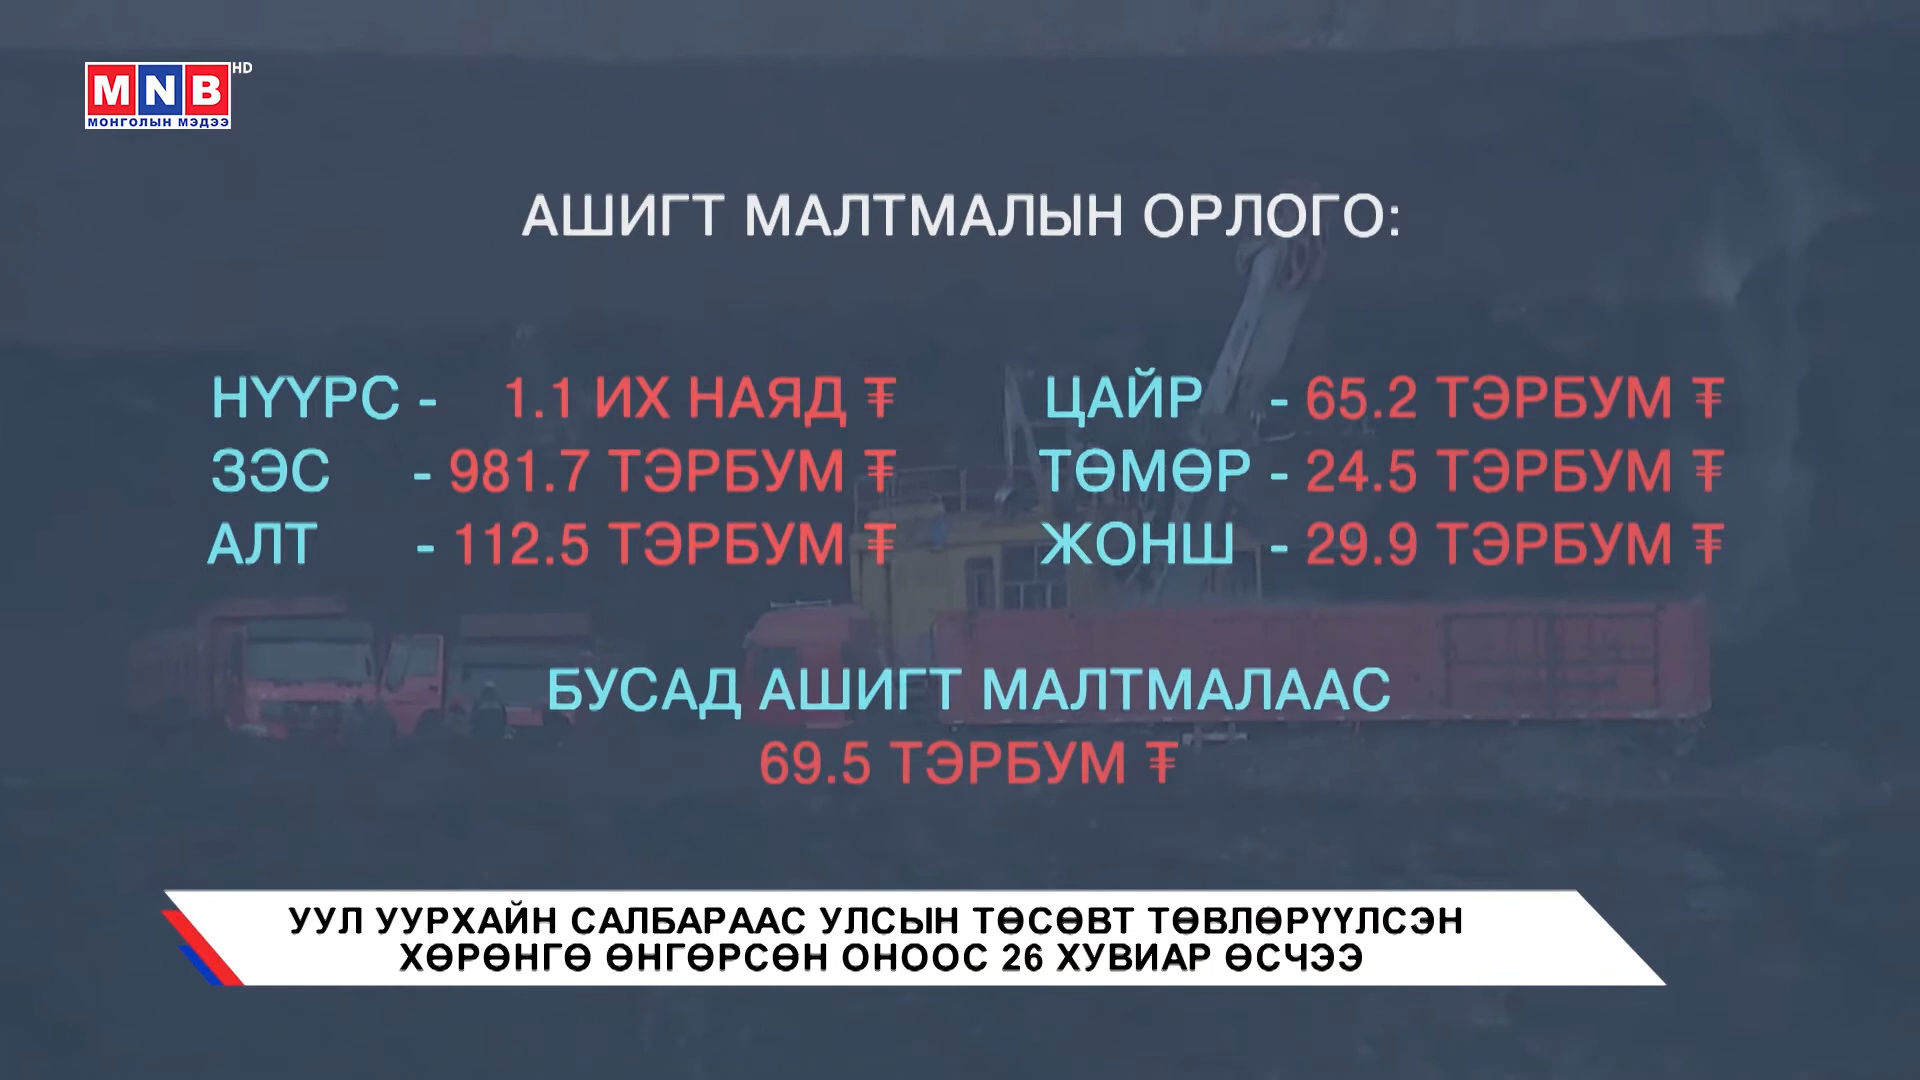 MNB HD
МОНГОЛЫН МЭДЭЭ
АШИГТ МАЛТМАЛЫН ОРЛОГО:
НҮҮРС - 1.1 ИХ НАЯД ₮
ЗЭС - 981.7 ТЭРБУМ ₮
АЛТ - 112.5 ТЭРБУМ ₮
ЦАЙР - 65.2 ТЭРБУМ ₮
ТӨМӨР - 24.5 ТЭРБУМ ₮
ЖОНШ - 29.9 ТЭРБУМ ₮
БУСАД АШИГТ МАЛТМАЛААС
69.5 ТЭРБУМ ₮
УУЛ УУРХАЙН САЛБАРААС УЛСЫН ТӨСӨВТ ТӨВЛӨРҮҮЛСЭН
ХӨРӨНГӨ ӨНГӨРСӨН ОНООС 26 ХУВИАР ӨСЧЭЭ